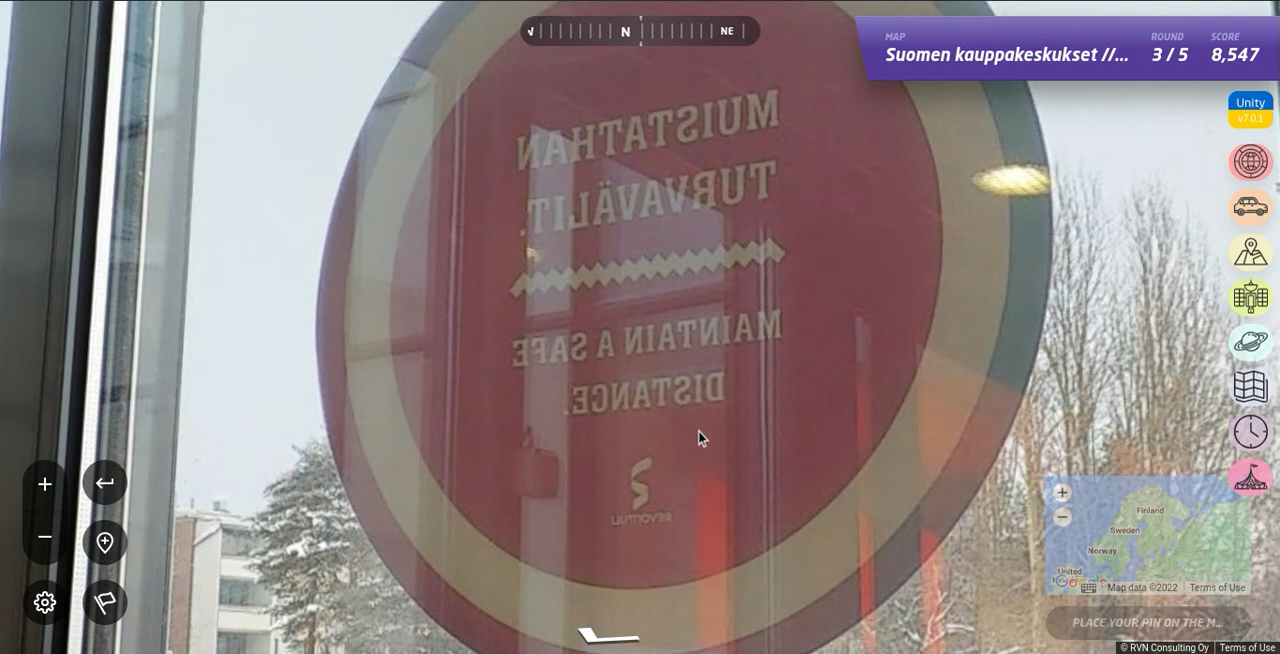 N
NE
MAP
Suomen kauppakeskukset //...
ROUND
3 / 5
SCORE
8,547
Unity
v7.0.1
MUISTATHAN
TURVAVÄLIT.
MAINTAIN A SAFE
DISTANCE.
REVONTULI
+
−
+
−
Finland
Sweden
Norway
United
Map data ©2022
Terms of Use
PLACE YOUR PIN ON THE M...
© RVN Consulting Oy
Terms of Use